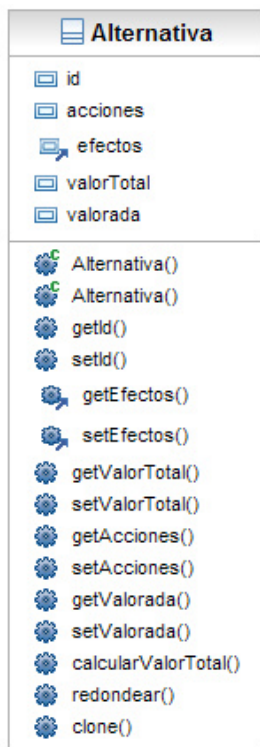 Alternativa
id
acciones
efectos
valorTotal
valorada
Alternativa()
Alternativa()
getId()
setId()
getEfectos()
setEfectos()
getValorTotal()
setValorTotal()
getAcciones()
setAcciones()
getValorada()
setValorada()
calcularValorTotal()
redondear()
clone()